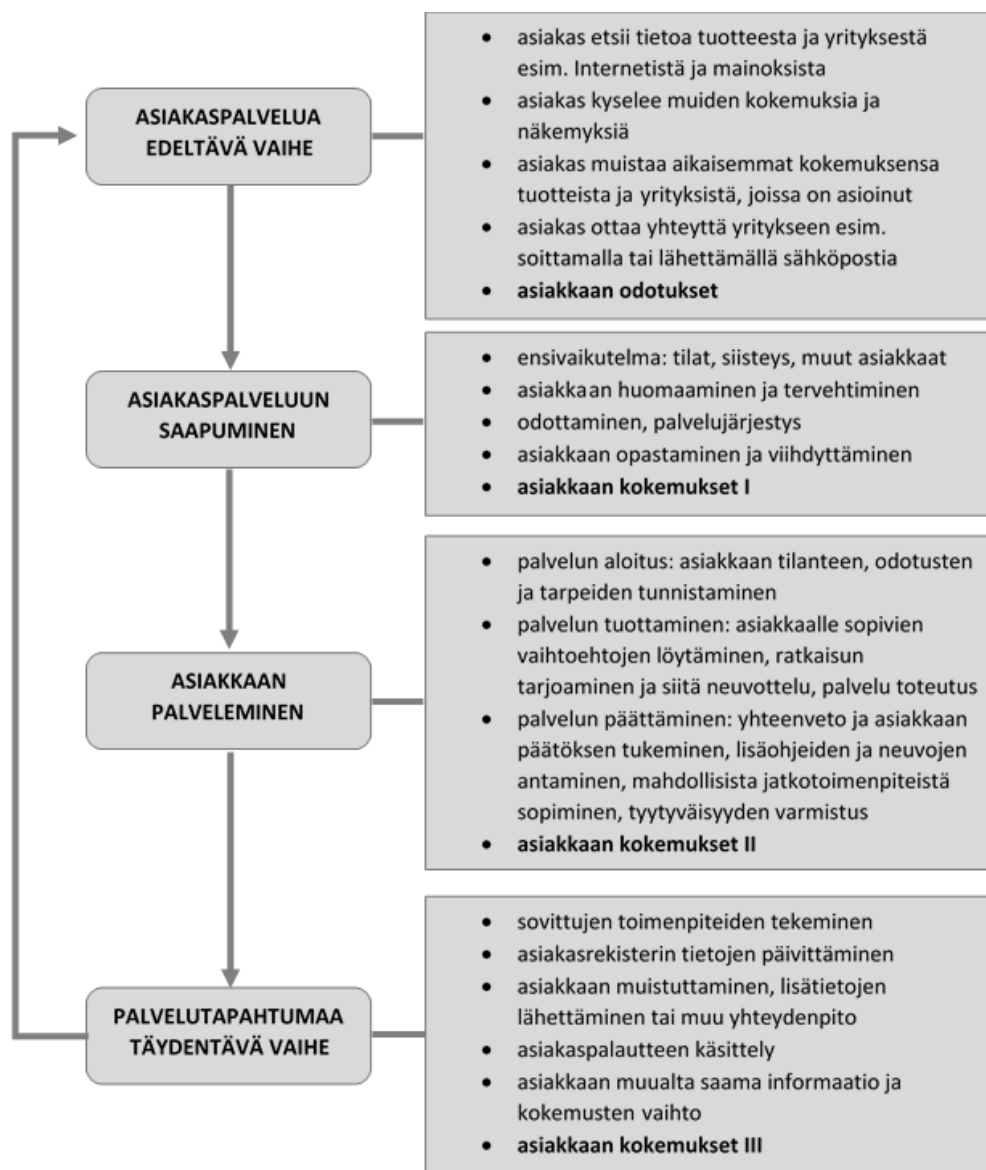 ASIAKASPALVELUA
EDELTÄVÄ VAIHE
• asiakas etsii tietoa tuotteesta ja yrityksestä
esim. Internetistä ja mainoksista
• asiakas kyselee muiden kokemuksia ja
näkemyksiä
• asiakas muistaa aikaisemmat kokemuksensa
tuotteista ja yrityksistä, joissa on asioinut
• asiakas ottaa yhteyttä yritykseen esim.
soittamalla tai lähettämällä sähköpostia
• asiakkaan odotukset
ASIAKASPALVELUUN
SAAPUMINEN
• ensivaikutelma: tilat, siisteys, muut asiakkaat
• asiakkaan huomaaminen ja tervehtiminen
• odottaminen, palvelujärjestys
• asiakkaan opastaminen ja viihdyttäminen
• asiakkaan kokemukset I
ASIAKKAAN
PALVELEMINEN
• palvelun aloitus: asiakkaan tilanteen, odotusten
ja tarpeiden tunnistaminen
• palvelun tuottaminen: asiakkaalle sopivien
vaihtoehtojen löytäminen, ratkaisun
tarjoaminen ja siitä neuvottelu, palvelu toteutus
• palvelun päättäminen: yhteenveto ja asiakkaan
päätöksen tukeminen, lisäohjeiden ja neuvojen
antaminen, mahdollisista jatkotoimenpiteistä
sopiminen, tyytyväisyyden varmistus
• asiakkaan kokemukset II
PALVELUTAPAHTUMAA
TÄYDENTÄVÄ VAIHE
• sovittujen toimenpiteiden tekeminen
• asiakasrekisterin tietojen päivittäminen
• asiakkaan muistuttaminen, lisätietojen
lähettäminen tai muu yhteydenpito
• asiakaspalautteen käsittely
• asiakkaan muualta saama informaatio ja
kokemusten vaihto
• asiakkaan kokemukset III